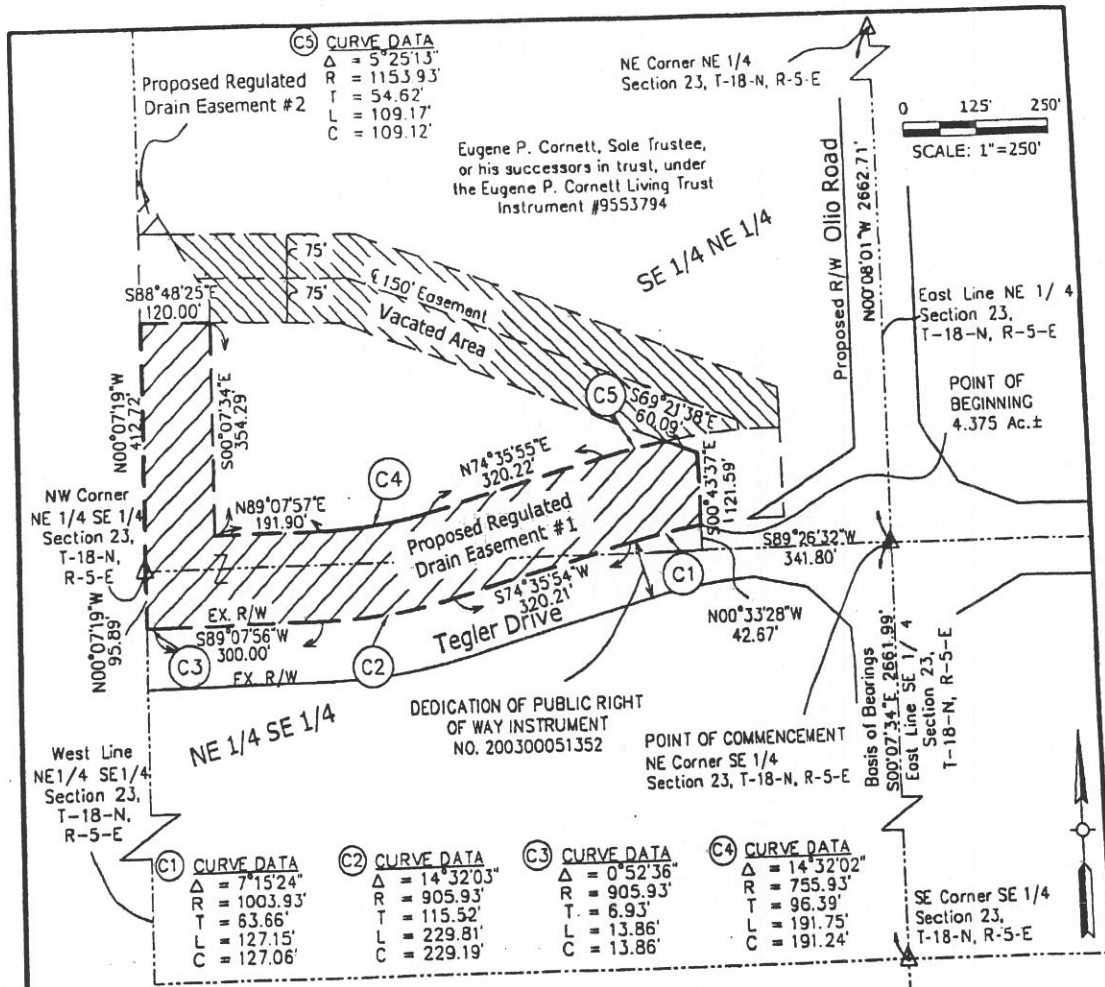 C5 CURVE DATA
Δ = 5°25'13"
R = 1153.93'
T = 54.62'
L = 109.17'
C = 109.12'
Proposed Regulated
Drain Easement #2
NE Corner NE 1/4
Section 23, T-18-N, R-5-E
0 125' 250'
SCALE: 1"=250'
Eugene P. Cornett, Sole Trustee,
or his successors in trust, under
the Eugene P. Cornett Living Trust
Instrument #9553794
Proposed R/W Olio Road
N00°08'01"W 2662.71'
SE 1/4 NE 1/4
East Line NE 1/4
Section 23,
T-18-N, R-5-E
75'
75'
℄ 150' Easement
Vacated Area
S88°48'25"E
120.00'
POINT OF
BEGINNING
4.375 Ac.±
C5
S69°21'38"E
60.09'
N00°07'19"W
412.72'
S00°07'34"E
354.29'
N74°35'55"E
320.22'
C4
S00°43'37"E
121.59'
NW Corner
NE 1/4 SE 1/4
Section 23,
T-18-N,
R-5-E
N89°07'57"E
191.90'
Proposed Regulated
Drain Easement #1
S89°26'32"W
341.80'
S74°35'54"W
320.21'
C1
N00°33'28"W
42.67'
EX. R/W
S89°07'56"W
300.00'
Tegler Drive
N00°07'19"W
95.89'
C3
C2
EX. R/W
DEDICATION OF PUBLIC RIGHT
OF WAY INSTRUMENT
NO. 200300051352
NE 1/4 SE 1/4
POINT OF COMMENCEMENT
NE Corner SE 1/4
Section 23, T-18-N, R-5-E
Basis of Bearings
S00°07'34"E 2661.99'
East Line SE 1/4
Section 23,
T-18-N, R-5-E
West Line
NE1/4 SE1/4
Section 23,
T-18-N,
R-5-E
C1 CURVE DATA
Δ = 7°15'24"
R = 1003.93'
T = 63.66'
L = 127.15'
C = 127.06'
C2 CURVE DATA
Δ = 14°32'03"
R = 905.93'
T = 115.52'
L = 229.81'
C = 229.19'
C3 CURVE DATA
Δ = 0°52'36"
R = 905.93'
T = 6.93'
L = 13.86'
C = 13.86'
C4 CURVE DATA
Δ = 14°32'02"
R = 755.93'
T = 96.39'
L = 191.75'
C = 191.24'
SE Corner SE 1/4
Section 23,
T-18-N, R-5-E